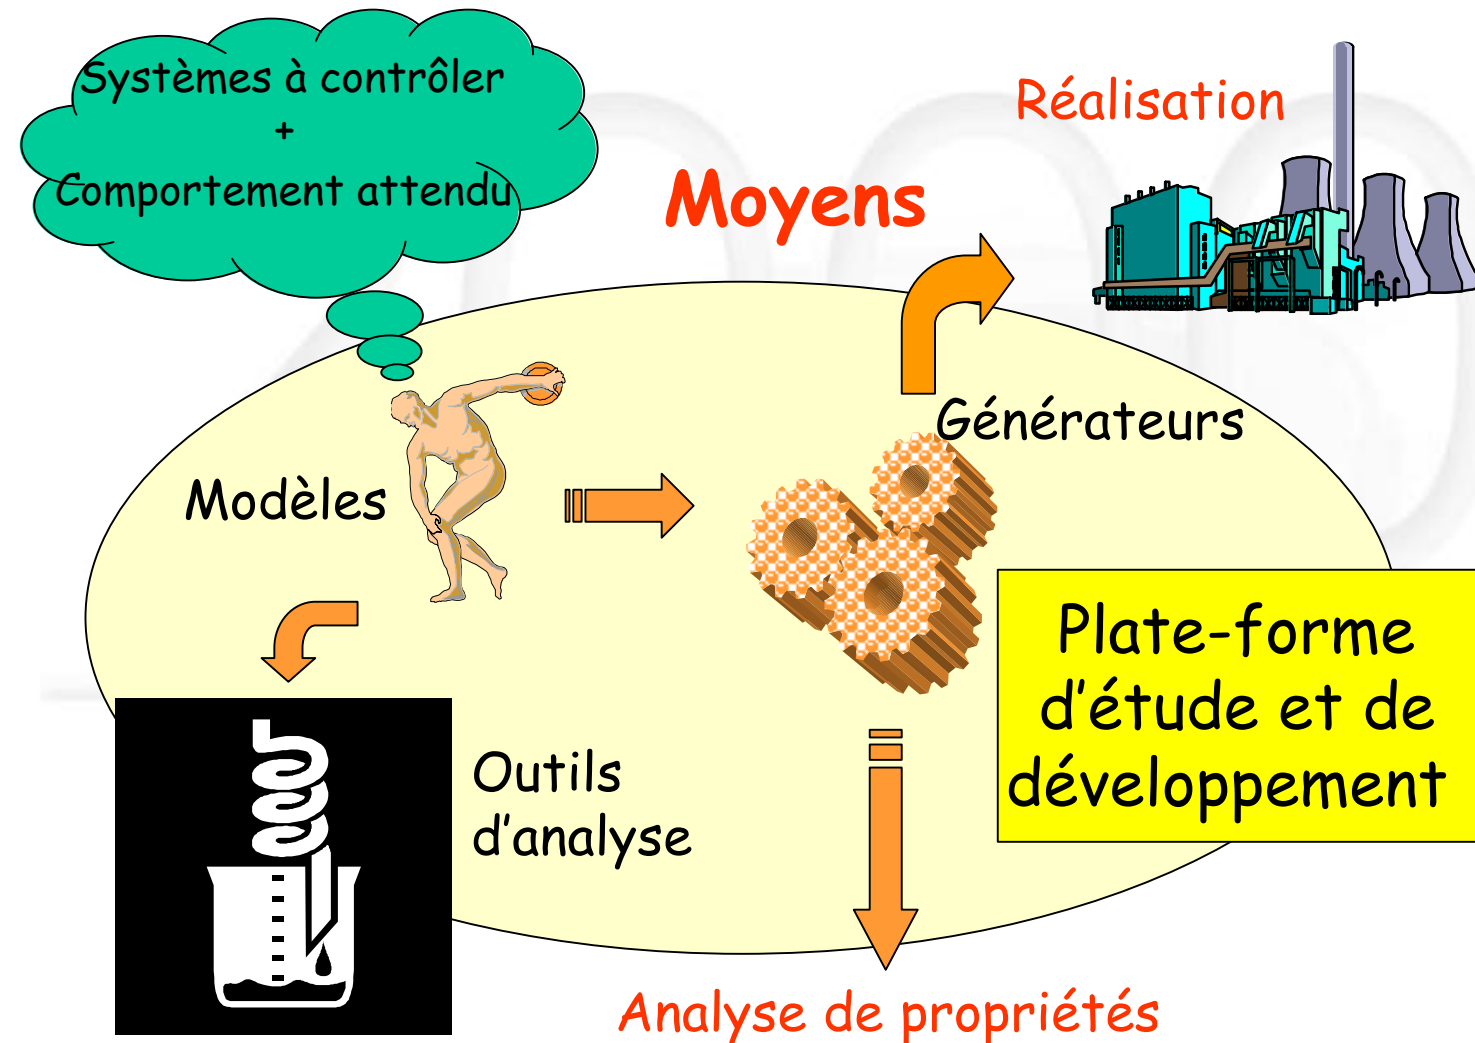 Systèmes à contrôler
+
Comportement attendu
Réalisation
Moyens
Générateurs
Modèles
Plate-forme
d'étude et de
développement
Outils
d'analyse
Analyse de propriétés